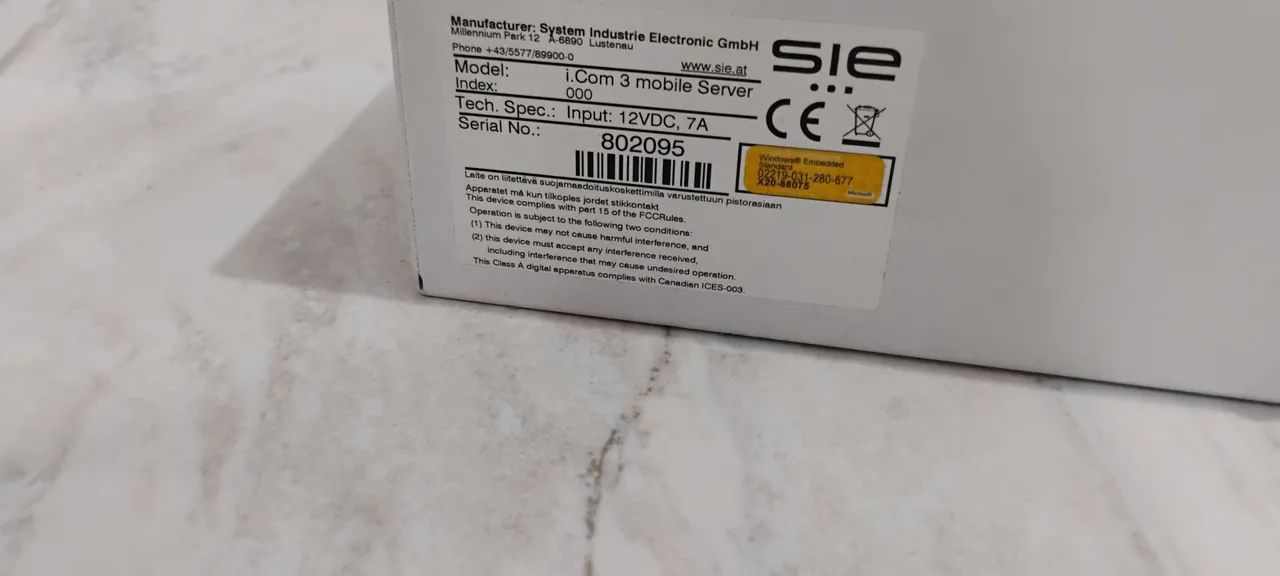 Manufacturer: System Industrie Electronic GmbH
Millennium Park 12 A-6890 Lustenau
Phone +43/5577/89900-0
www.sie.at
sie
Model: i.Com 3 mobile Server
Index: 000
Tech. Spec.: Input: 12VDC, 7A
CE
Serial No.: 802095
Windows® Embedded
Standard
02219-031-280-677
X20-88075
Microsoft®
Laite on liitettävä suojamaadoituskoskettimilla varustettuun pistorasiaan
Apparatet må kun tilkoples jordet stikkontakt
This device complies with part 15 of the FCCRules.
Operation is subject to the following two conditions:
(1) This device may not cause harmful interference, and
(2) this device must accept any interference received,
including interference that may cause undesired operation.
This Class A digital apparatus complies with Canadian ICES-003.